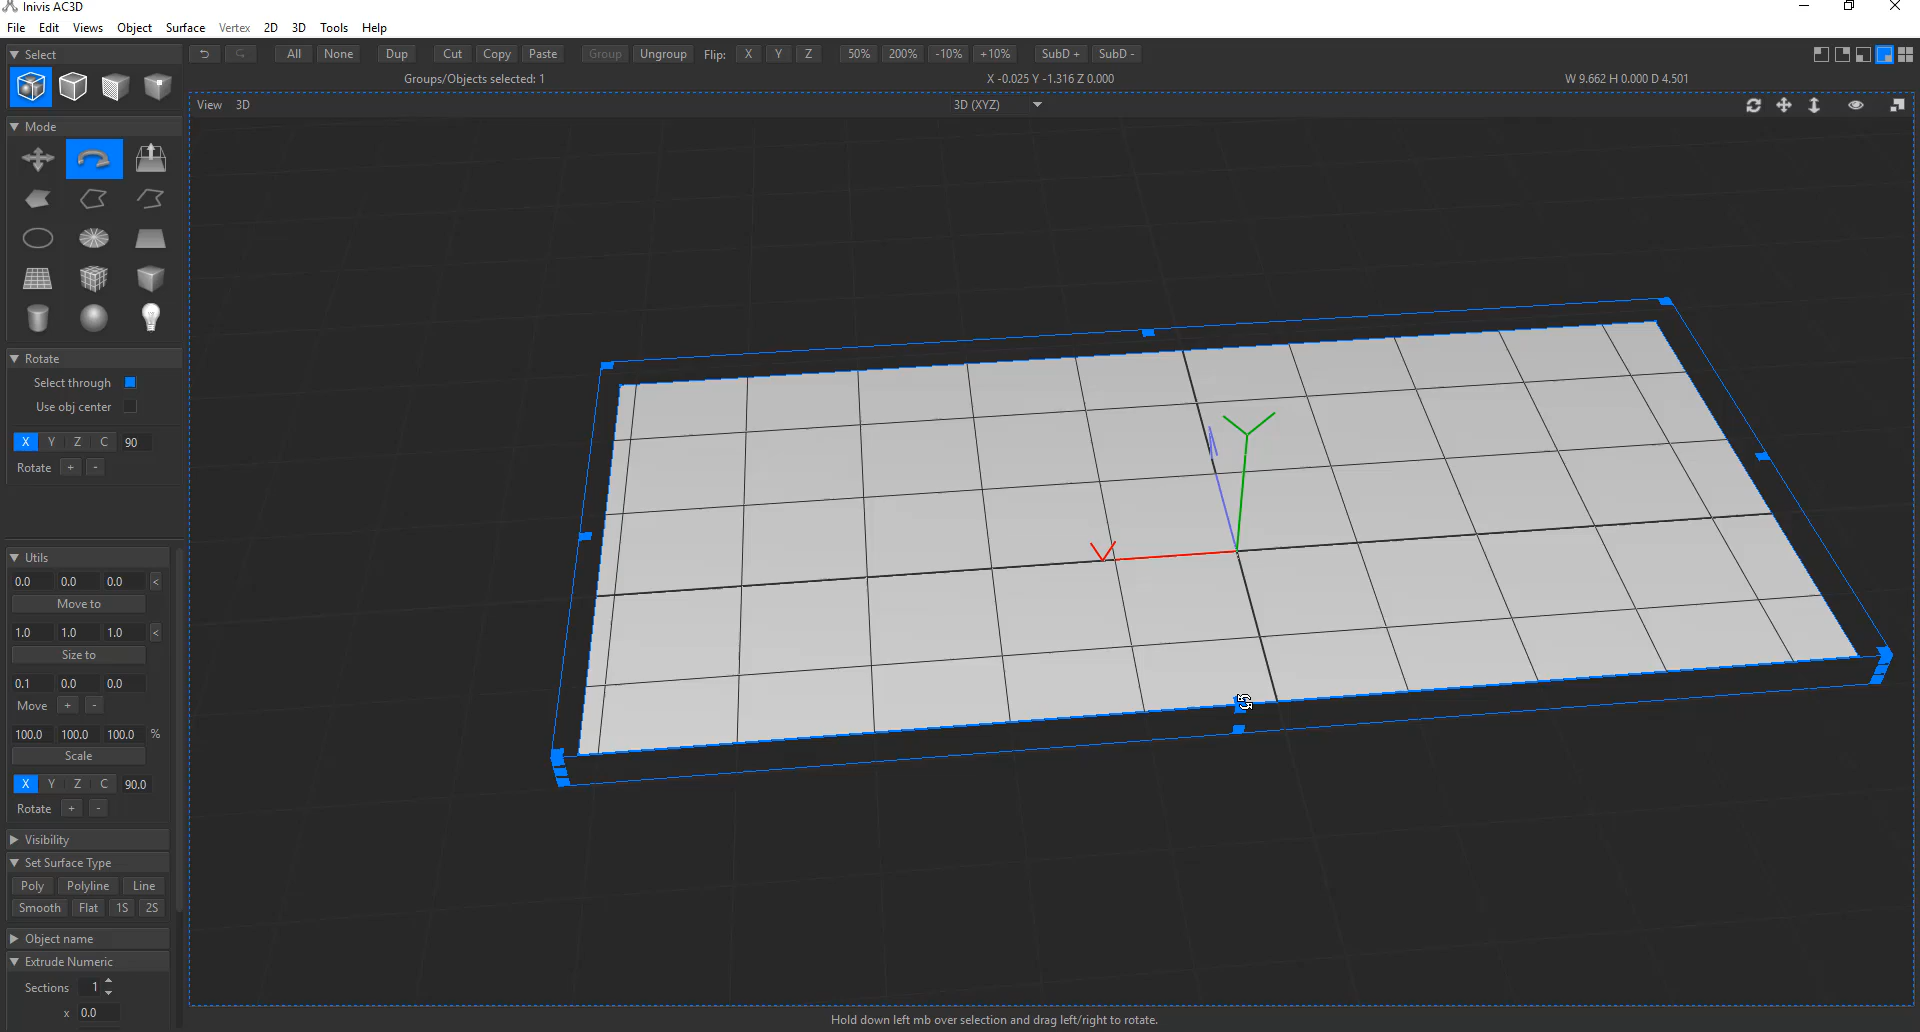 Inivis AC3D
File Edit Views Object Surface Vertex 2D 3D Tools Help
Select
All None Dup Cut Copy Paste Group Ungroup Flip: X Y Z 50% 200% -10% +10% SubD + SubD -
Groups/Objects selected: 1 X -0.025 Y -1.316 Z 0.000 W 9.662 H 0.000 D 4.501
View 3D 3D (XYZ)
Mode
Rotate
Select through
Use obj center
X Y Z C 90
Rotate + -
Utils
0.0 0.0 0.0 <
Move to
1.0 1.0 1.0 <
Size to
0.1 0.0 0.0
Move + -
100.0 100.0 100.0 %
Scale
X Y Z C 90.0
Rotate + -
Visibility
Set Surface Type
Poly Polyline Line
Smooth Flat 1S 2S
Object name
Extrude Numeric
Sections 1
x 0.0
Hold down left mb over selection and drag left/right to rotate.